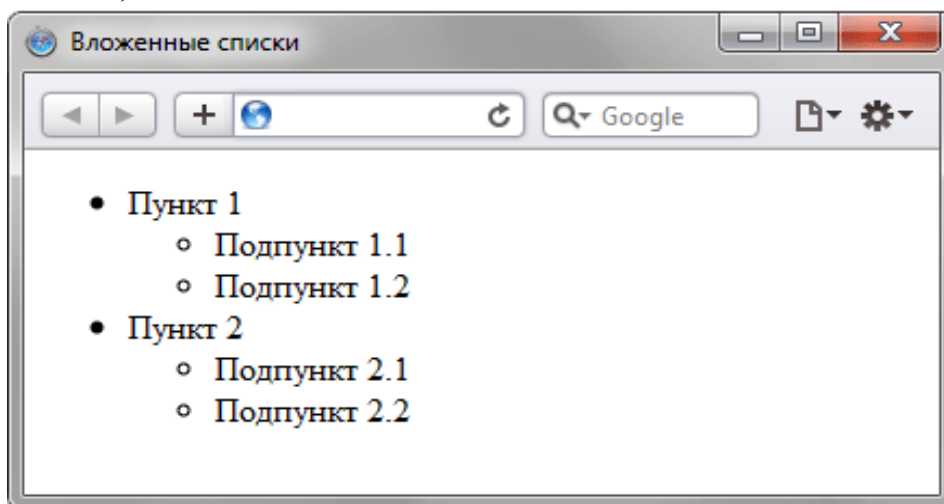 Вложенные списки
Google
Пункт 1
Подпункт 1.1
Подпункт 1.2
Пункт 2
Подпункт 2.1
Подпункт 2.2